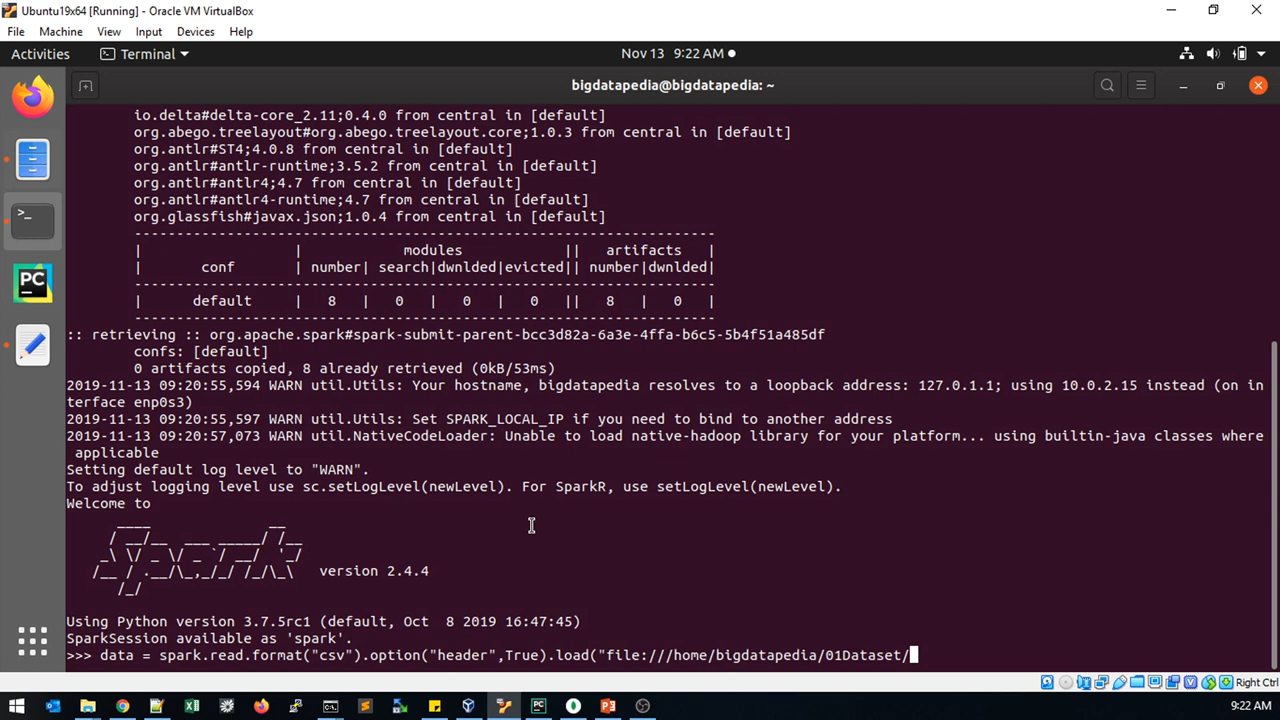 Ubuntu19x64 [Running] - Oracle VM VirtualBox
File Machine View Input Devices Help
Activities Terminal Nov 13 9:22 AM
bigdatapedia@bigdatapedia: ~
io.delta#delta-core_2.11;0.4.0 from central in [default]
org.abego.treelayout#org.abego.treelayout.core;1.0.3 from central in [default]
org.antlr#ST4;4.0.8 from central in [default]
org.antlr#antlr-runtime;3.5.2 from central in [default]
org.antlr#antlr4;4.7 from central in [default]
org.antlr#antlr4-runtime;4.7 from central in [default]
org.glassfish#javax.json;1.0.4 from central in [default]
---------------------------------------------------------------------
|                  |            modules            ||   artifacts   |
|       conf       | number| search|dwnlded|evicted|| number|dwnlded|
---------------------------------------------------------------------
|      default     |   8   |   0   |   0   |   0   ||   8   |   0   |
---------------------------------------------------------------------
:: retrieving :: org.apache.spark#spark-submit-parent-bcc3d82a-6a3e-4ffa-b6c5-5b4f51a485df
confs: [default]
0 artifacts copied, 8 already retrieved (0kB/53ms)
2019-11-13 09:20:55,594 WARN util.Utils: Your hostname, bigdatapedia resolves to a loopback address: 127.0.1.1; using 10.0.2.15 instead (on in
terface enp0s3)
2019-11-13 09:20:55,597 WARN util.Utils: Set SPARK_LOCAL_IP if you need to bind to another address
2019-11-13 09:20:57,073 WARN util.NativeCodeLoader: Unable to load native-hadoop library for your platform... using builtin-java classes where
applicable
Setting default log level to "WARN".
To adjust logging level use sc.setLogLevel(newLevel). For SparkR, use setLogLevel(newLevel).
Welcome to
Spark version 2.4.4
Using Python version 3.7.5rc1 (default, Oct  8 2019 16:47:45)
SparkSession available as 'spark'.
>>> data = spark.read.format("csv").option("header",True).load("file:///home/bigdatapedia/01Dataset/
Right Ctrl
9:22 AM